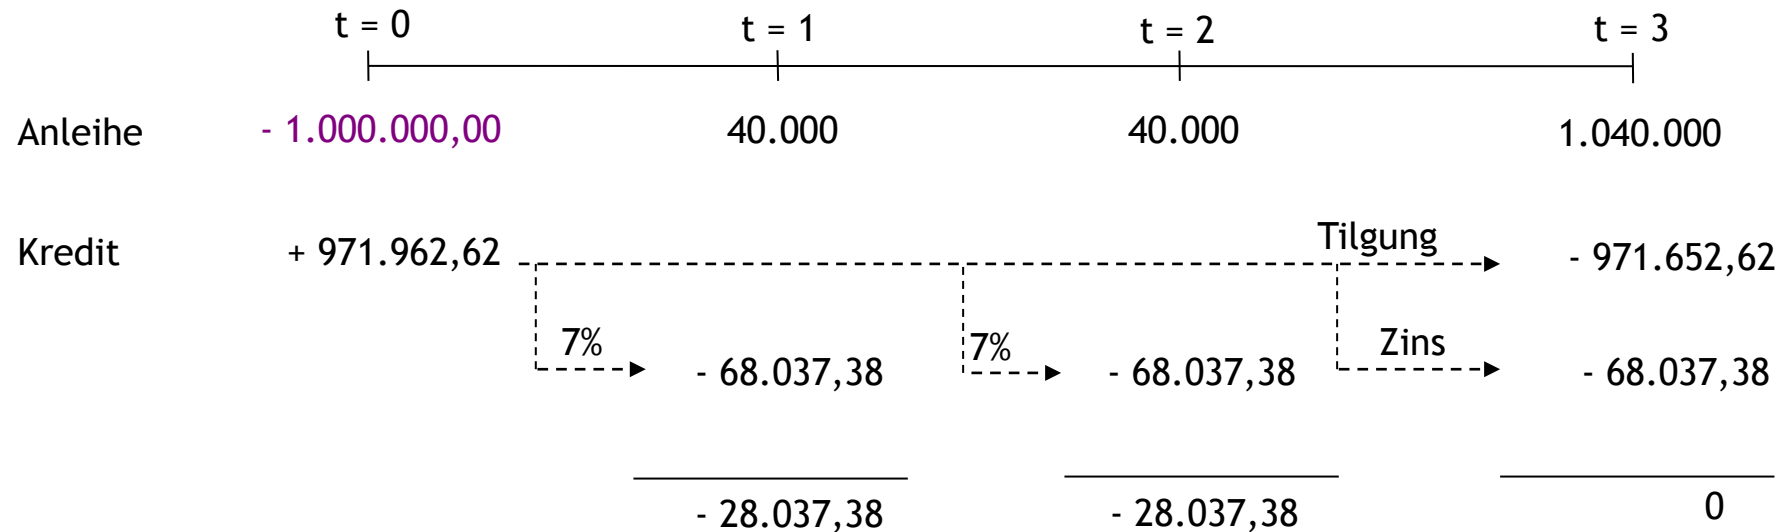 t = 0 t = 1 t = 2 t = 3
Anleihe - 1.000.000,00 40.000 40.000 1.040.000
Tilgung
Kredit + 971.962,62 - 971.652,62
7% 7% Zins
- 68.037,38 - 68.037,38 - 68.037,38
- 28.037,38 - 28.037,38 0